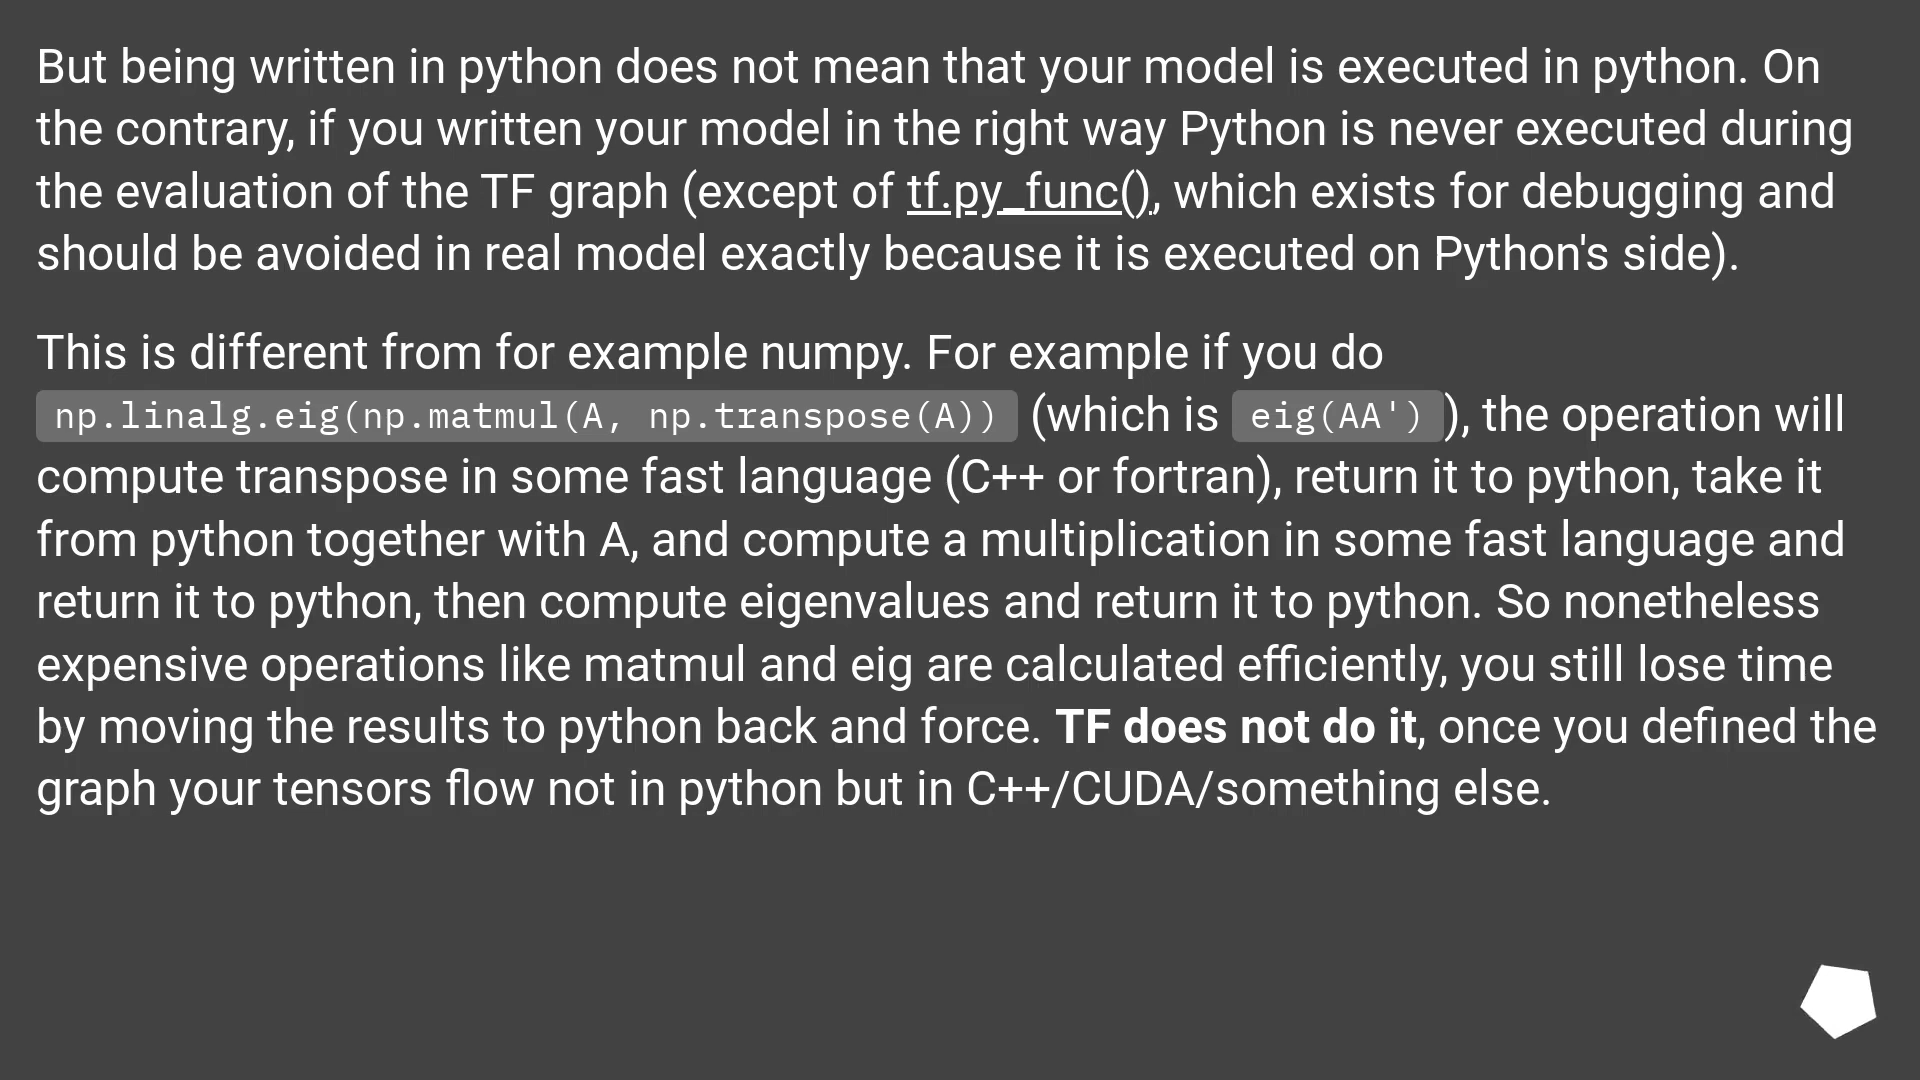 But being written in python does not mean that your model is executed in python. On
the contrary, if you written your model in the right way Python is never executed during
the evaluation of the TF graph (except of tf.py_func(), which exists for debugging and
should be avoided in real model exactly because it is executed on Python's side).
This is different from for example numpy. For example if you do
np.linalg.eig(np.matmul(A, np.transpose(A)) (which is eig(AA') ), the operation will
compute transpose in some fast language (C++ or fortran), return it to python, take it
from python together with A, and compute a multiplication in some fast language and
return it to python, then compute eigenvalues and return it to python. So nonetheless
expensive operations like matmul and eig are calculated efficiently, you still lose time
by moving the results to python back and force. TF does not do it, once you defined the
graph your tensors flow not in python but in C++/CUDA/something else.